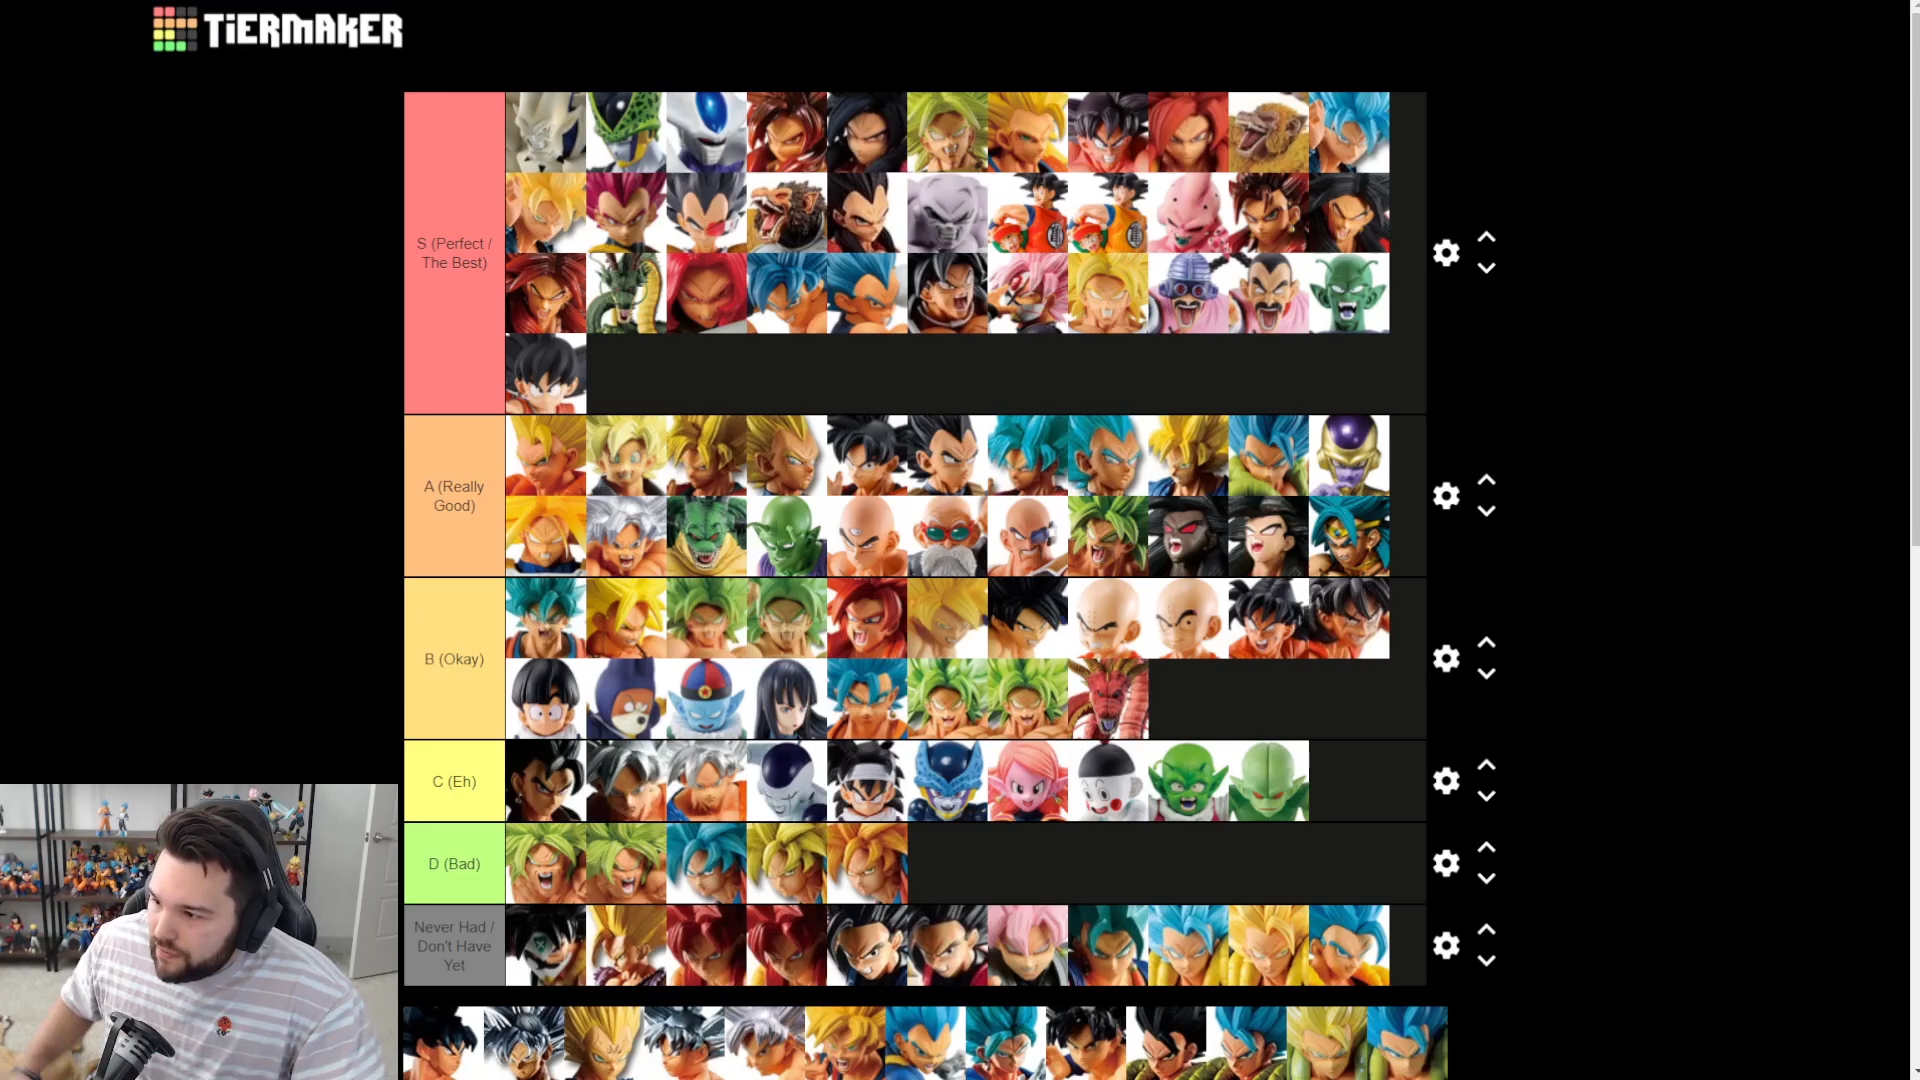 TiERMAKER
S (Perfect /
The Best)
A (Really
Good)
B (Okay)
C (Eh)
D (Bad)
Never Had /
Don't Have
Yet